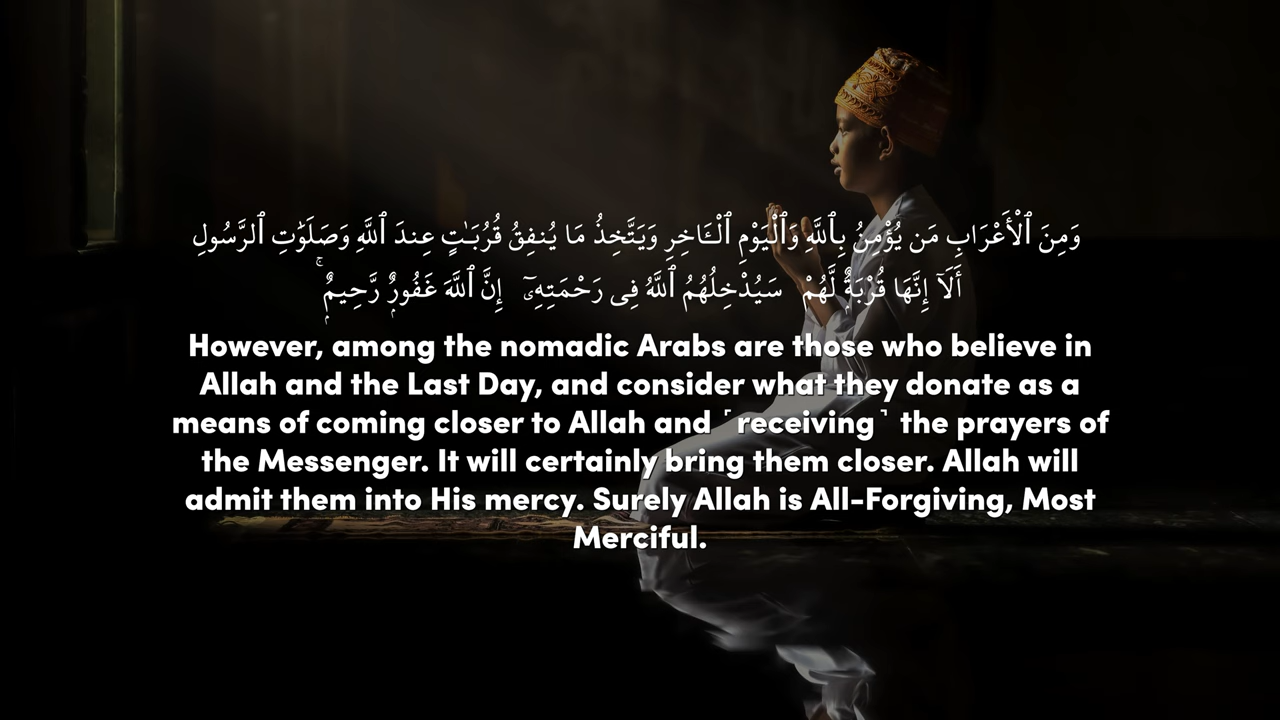 وَمِنَ ٱلْأَعْرَابِ مَن يُؤْمِنُ بِٱللَّهِ وَٱلْيَوْمِ ٱلْـَٔاخِرِ وَيَتَّخِذُ مَا يُنفِقُ قُرُبَـٰتٍ عِندَ ٱللَّهِ وَصَلَوَٰتِ ٱلرَّسُولِ
أَلَآ إِنَّهَا قُرْبَةٌ لَّهُمْ سَيُدْخِلُهُمُ ٱللَّهُ فِى رَحْمَتِهِۦٓ إِنَّ ٱللَّهَ غَفُورٌ رَّحِيمٌ ۚ
However, among the nomadic Arabs are those who believe in
Allah and the Last Day, and consider what they donate as a
means of coming closer to Allah and ˹receiving˺ the prayers of
the Messenger. It will certainly bring them closer. Allah will
admit them into His mercy. Surely Allah is All-Forgiving, Most
Merciful.